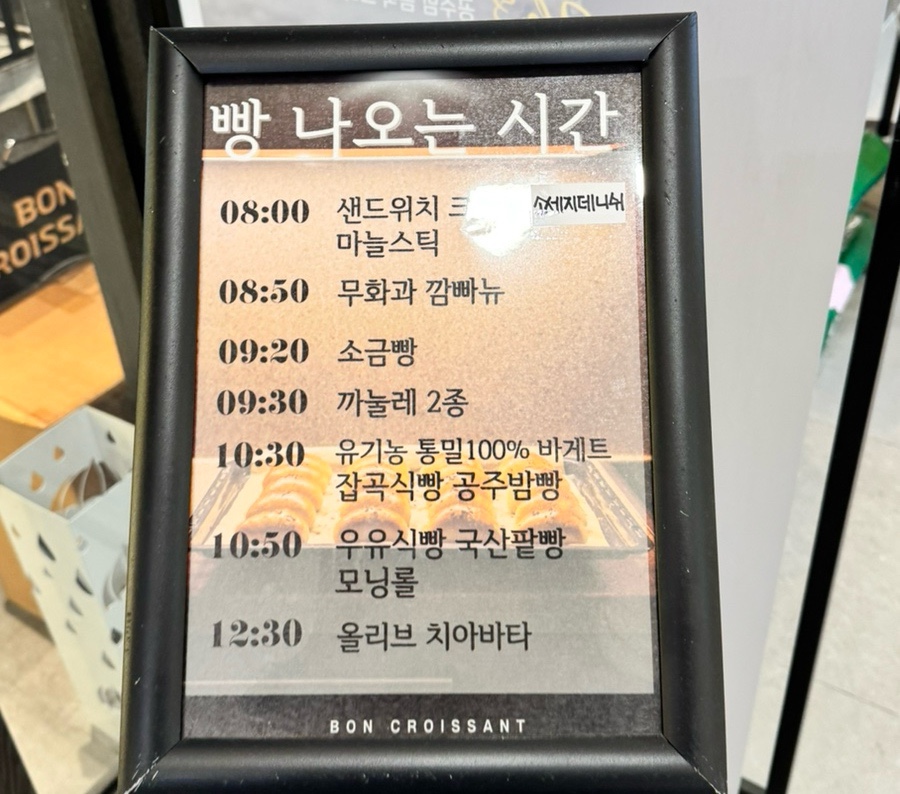 빵 나오는 시간
08:00 샌드위치 소세지데니쉬
마늘스틱
08:50 무화과 깜빠뉴
09:20 소금빵
09:30 까눌레 2종
10:30 유기농 통밀100% 바게트
잡곡식빵 공주밤빵
10:50 우유식빵 국산팥빵
모닝롤
12:30 올리브 치아바타
BON CROISSANT
BON